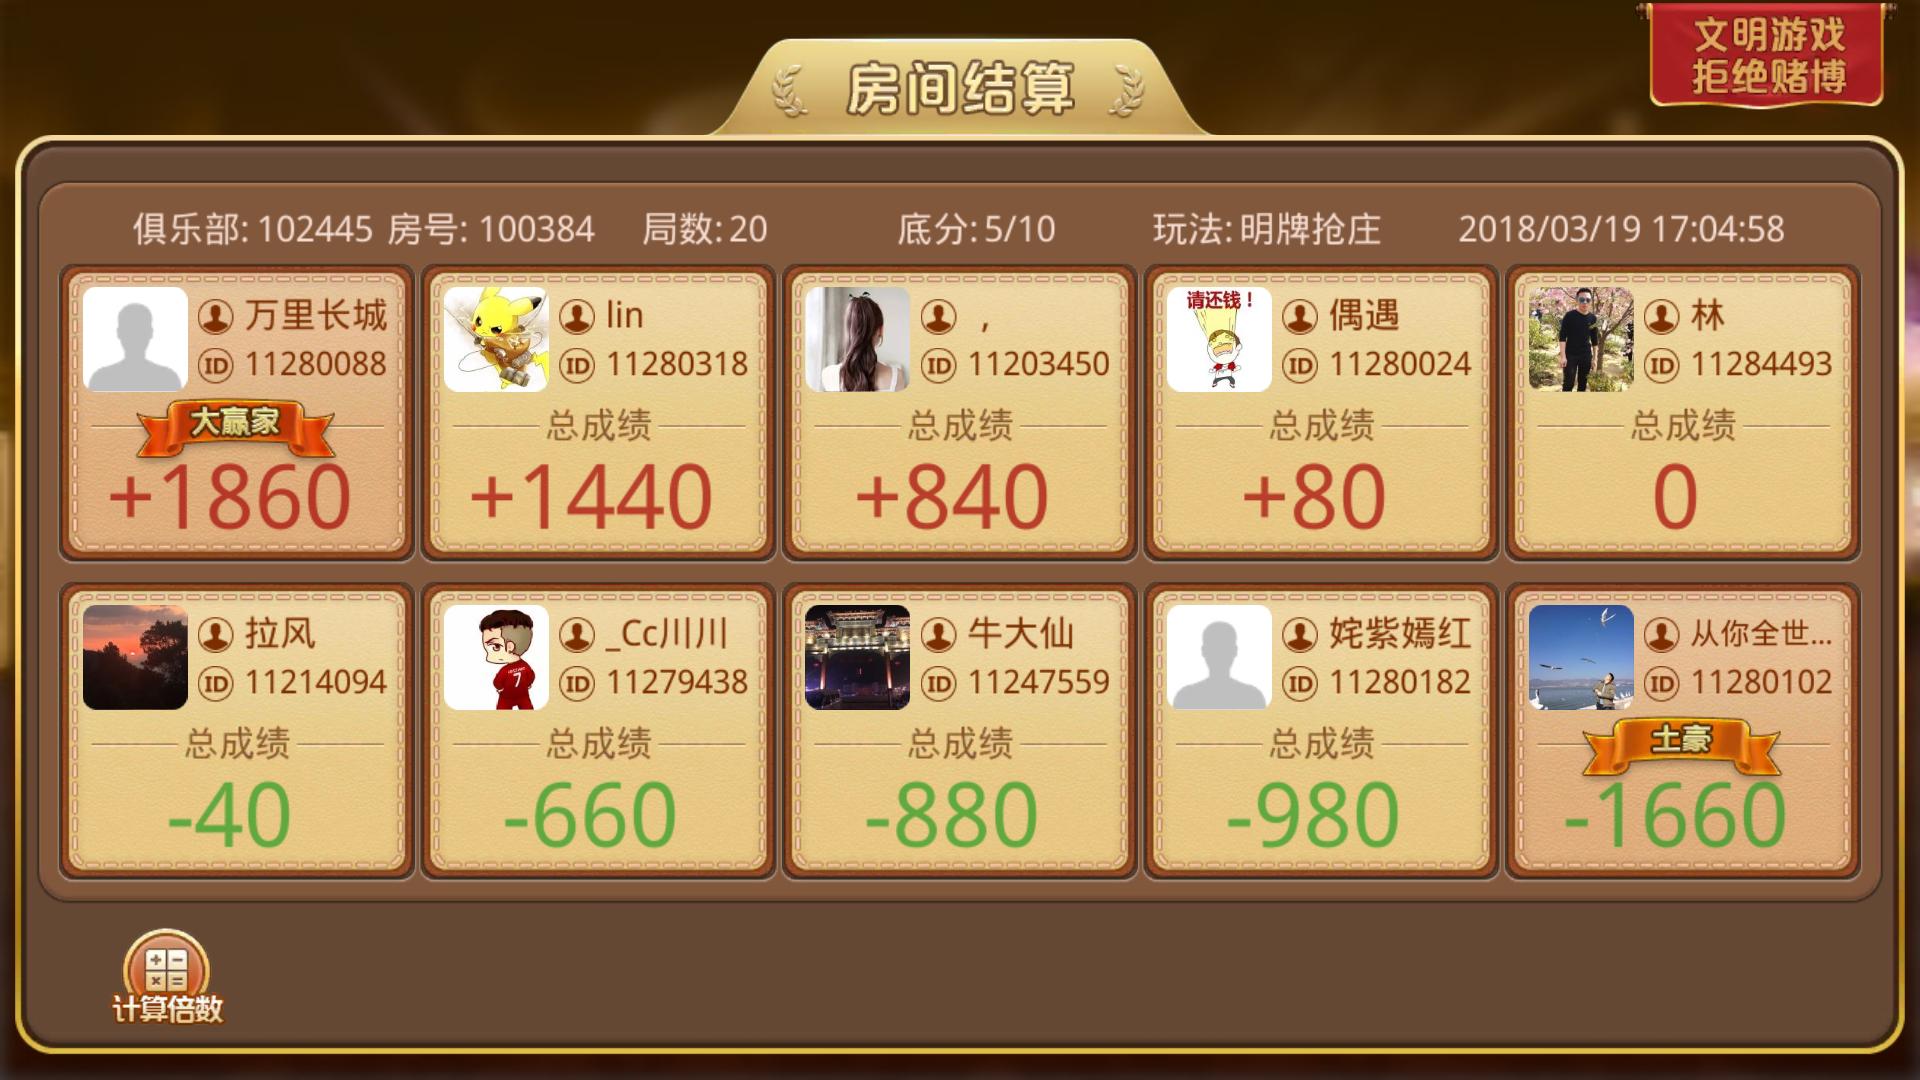 文明游戏
拒绝赌博
房间结算
俱乐部: 102445 房号: 100384 局数: 20 底分: 5/10 玩法: 明牌抢庄 2018/03/19 17:04:58
万里长城
ID 11280088
大赢家
+1860
lin
ID 11280318
总成绩
+1440
,
ID 11203450
总成绩
+840
请还钱！
偶遇
ID 11280024
总成绩
+80
林
ID 11284493
总成绩
0
拉风
ID 11214094
总成绩
-40
_Cc川川
ID 11279438
总成绩
-660
7
牛大仙
ID 11247559
总成绩
-880
姹紫嫣红
ID 11280182
总成绩
-980
从你全世...
ID 11280102
土豪
-1660
计算倍数